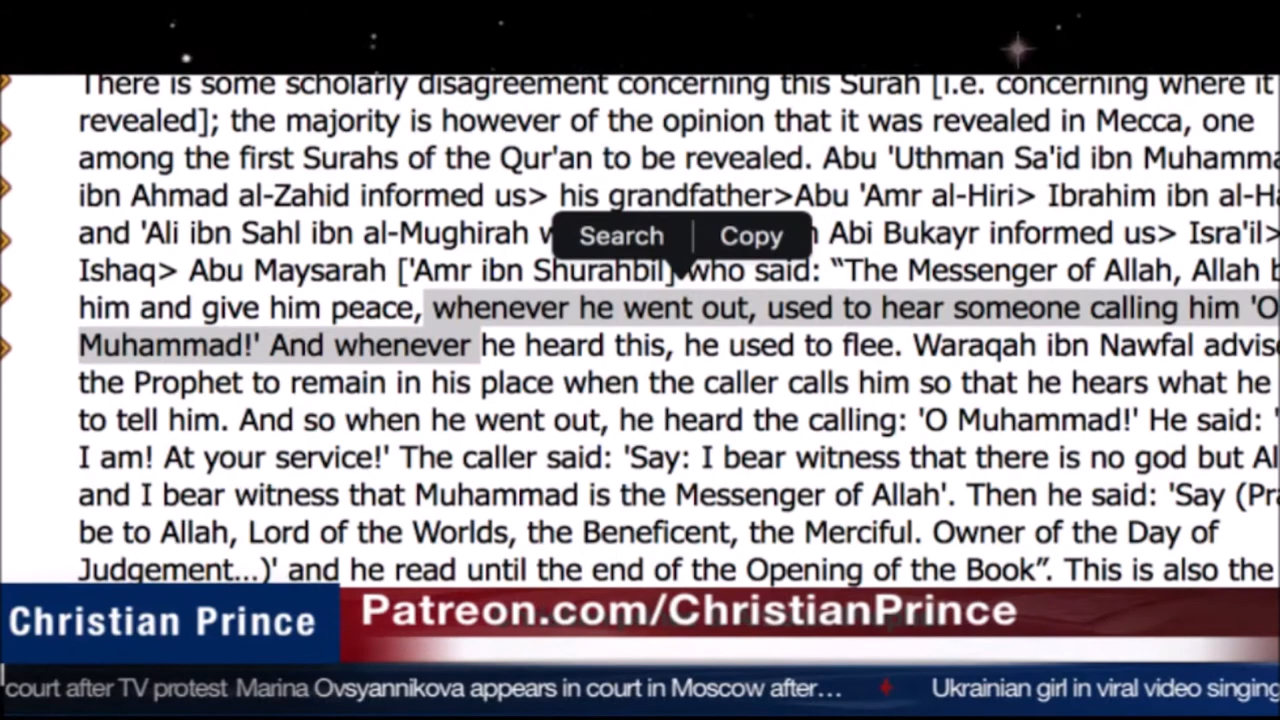 There is some scholarly disagreement concerning this Surah [i.e. concerning where it
revealed]; the majority is however of the opinion that it was revealed in Mecca, one
among the first Surahs of the Qur'an to be revealed. Abu 'Uthman Sa'id ibn Muhamma
ibn Ahmad al-Zahid informed us> his grandfather>Abu 'Amr al-Hiri> Ibrahim ibn al-H
and 'Ali ibn Sahl ibn al-Mughirah Abi Bukayr informed us> Isra'il>
Search Copy
Ishaq> Abu Maysarah ['Amr ibn Shurahbil] who said: “The Messenger of Allah, Allah b
him and give him peace, whenever he went out, used to hear someone calling him 'O
Muhammad!' And whenever he heard this, he used to flee. Waraqah ibn Nawfal advis
the Prophet to remain in his place when the caller calls him so that he hears what he
to tell him. And so when he went out, he heard the calling: 'O Muhammad!' He said: '
I am! At your service!' The caller said: 'Say: I bear witness that there is no god but Al
and I bear witness that Muhammad is the Messenger of Allah'. Then he said: 'Say (Pra
be to Allah, Lord of the Worlds, the Beneficent, the Merciful. Owner of the Day of
Judgement...)' and he read until the end of the Opening of the Book”. This is also the
Christian Prince
Patreon.com/ChristianPrince
court after TV protest Marina Ovsyannikova appears in court in Moscow after… Ukrainian girl in viral video singing